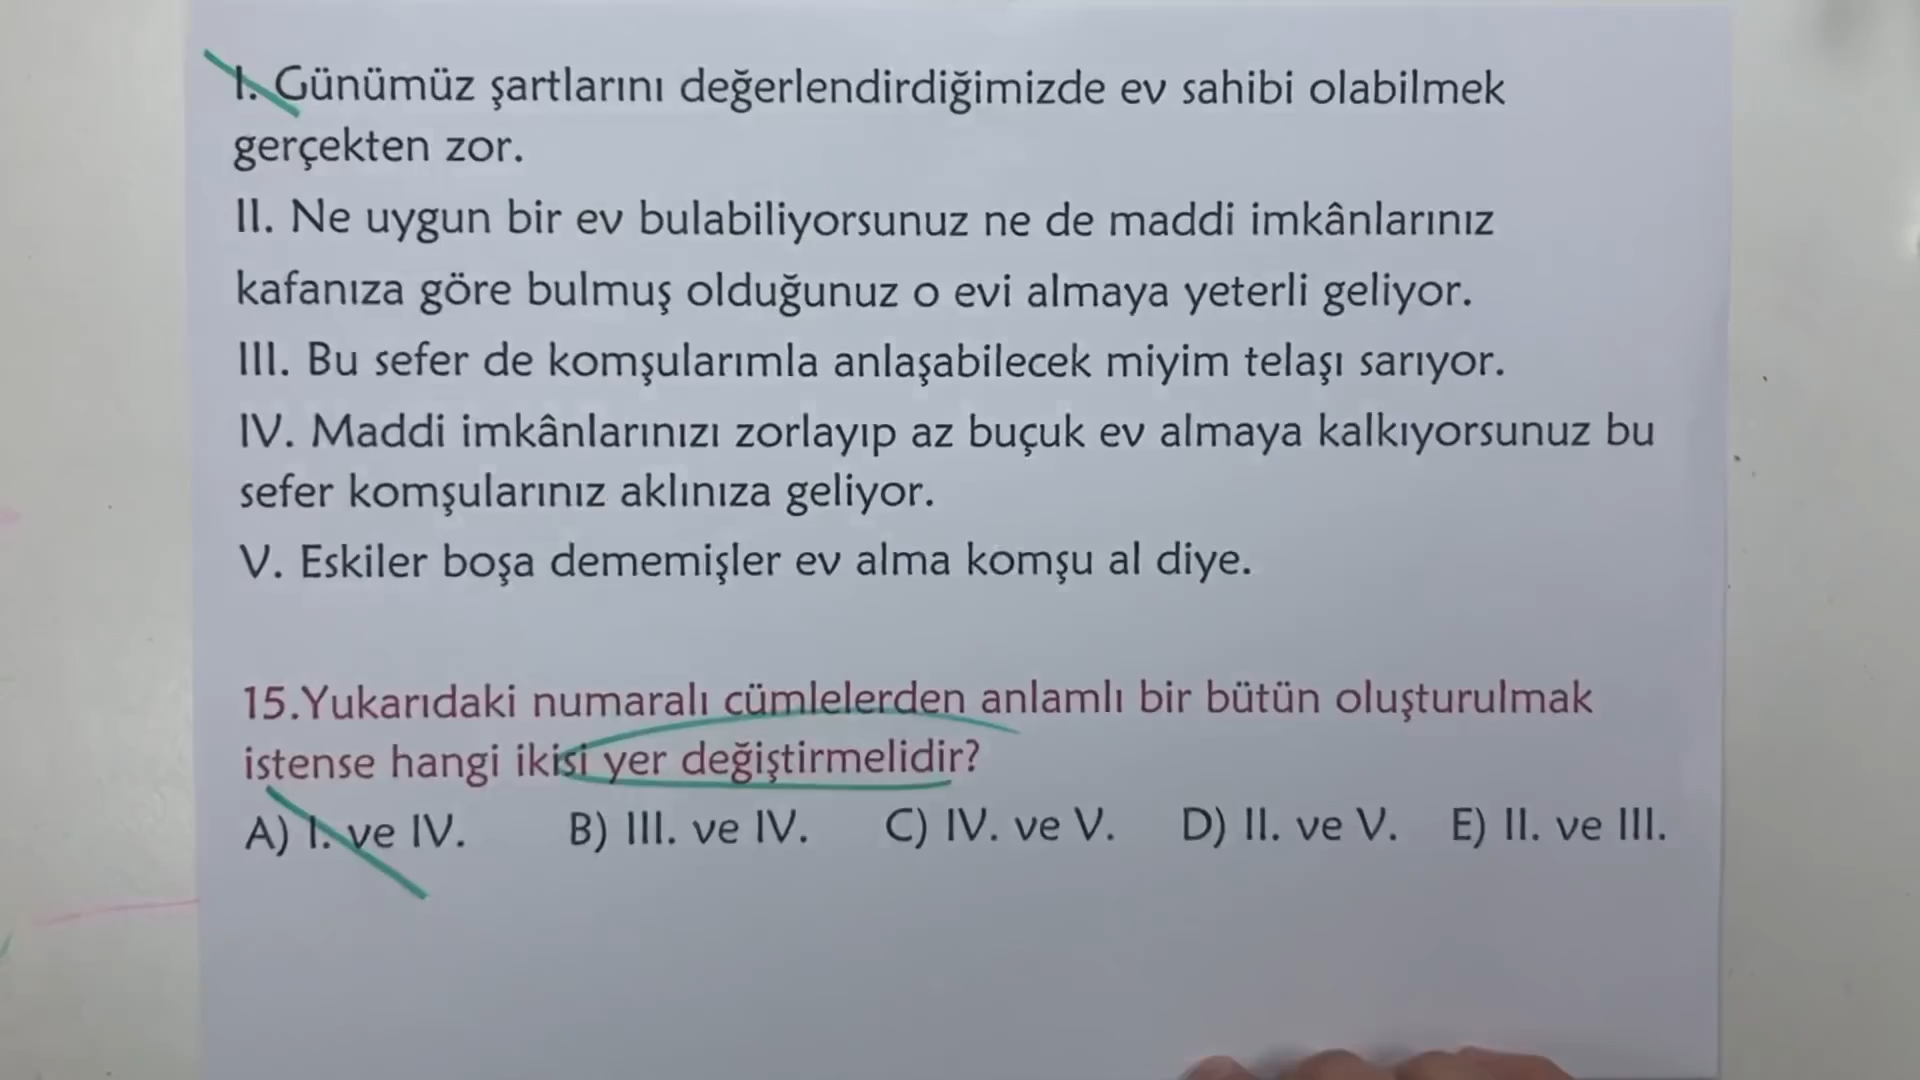 I. Günümüz şartlarını değerlendirdiğimizde ev sahibi olabilmek
gerçekten zor.
II. Ne uygun bir ev bulabiliyorsunuz ne de maddi imkânlarınız
kafanıza göre bulmuş olduğunuz o evi almaya yeterli geliyor.
III. Bu sefer de komşularımla anlaşabilecek miyim telaşı sarıyor.
IV. Maddi imkânlarınızı zorlayıp az buçuk ev almaya kalkıyorsunuz bu
sefer komşularınız aklınıza geliyor.
V. Eskiler boşa dememişler ev alma komşu al diye.
15.Yukarıdaki numaralı cümlelerden anlamlı bir bütün oluşturulmak
istense hangi ikisi yer değiştirmelidir?
A) I. ve IV. B) III. ve IV. C) IV. ve V. D) II. ve V. E) II. ve III.